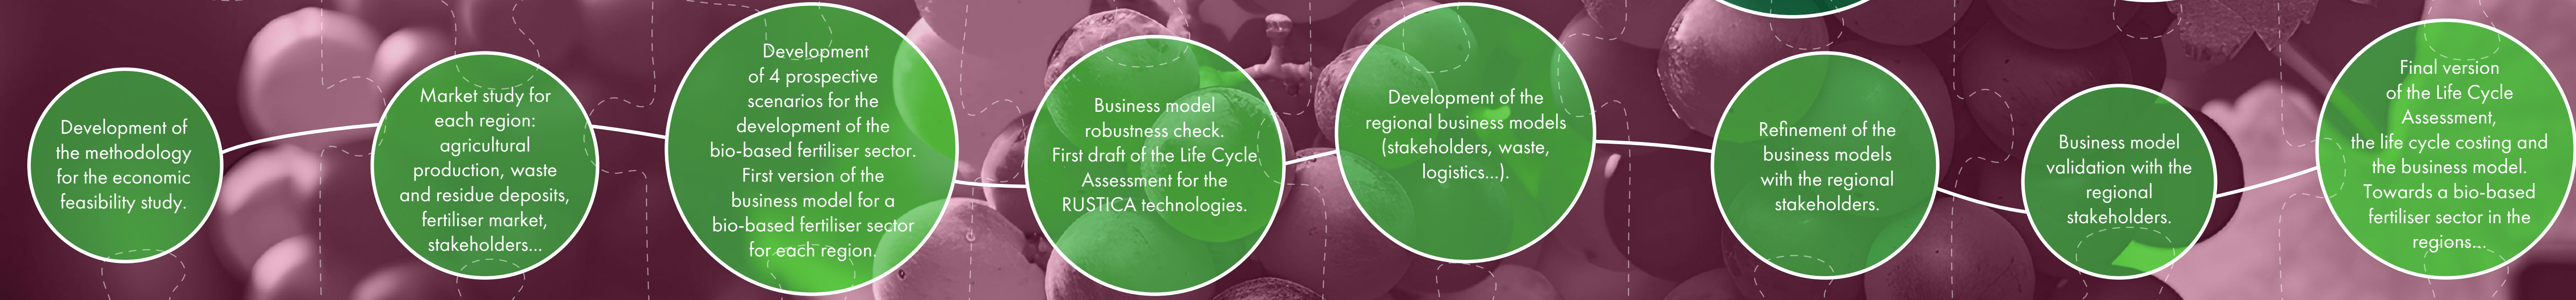 Development of
the methodology
for the economic
feasibility study.
Market study for
each region:
agricultural
production, waste
and residue deposits,
fertiliser market,
stakeholders...
Development
of 4 prospective
scenarios for the
development of the
bio-based fertiliser sector.
First version of the
business model for a
bio-based fertiliser sector
for each region.
Business model
robustness check.
First draft of the Life Cycle
Assessment for the
RUSTICA technologies.
Development of the
regional business models
(stakeholders, waste,
logistics...).
Refinement of the
business models
with the regional
stakeholders.
Business model
validation with the
regional
stakeholders.
Final version
of the Life Cycle
Assessment,
the life cycle costing and
the business model.
Towards a bio-based
fertiliser sector in the
regions...